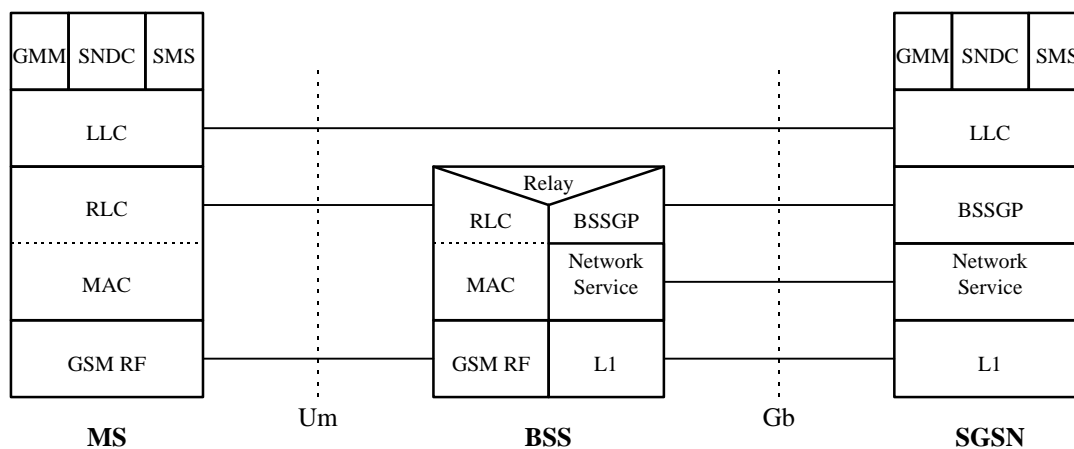 GMM SNDC SMS GMM SNDC SMS
LLC LLC
Relay
RLC RLC BSSGP BSSGP
MAC MAC Network Service Network Service
GSM RF GSM RF L1 L1
Um Gb
MS BSS SGSN